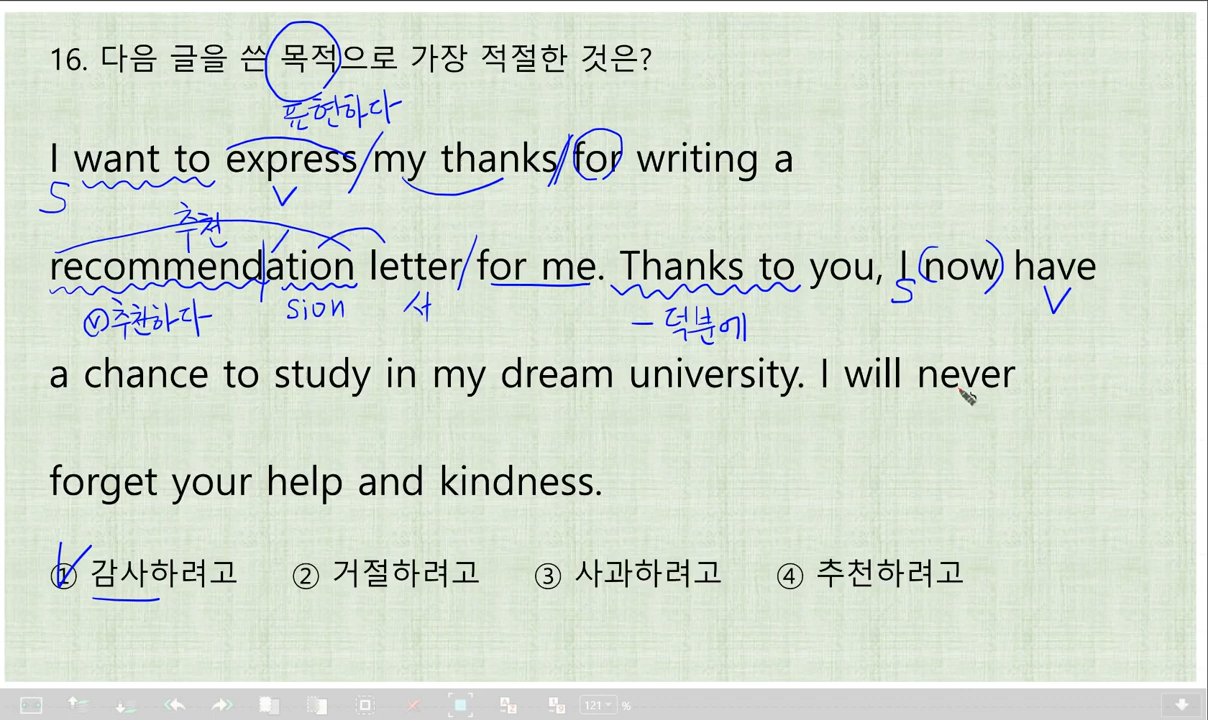 16. 다음 글을 쓴 목적으로 가장 적절한 것은?
표현하다
I want to express my thanks for writing a
S V
추천
recommendation letter for me. Thanks to you, I (now) have
V 추천하다 sion 서 - 덕분에 S V
a chance to study in my dream university. I will never
forget your help and kindness.
① 감사하려고 ② 거절하려고 ③ 사과하려고 ④ 추천하려고
121 %